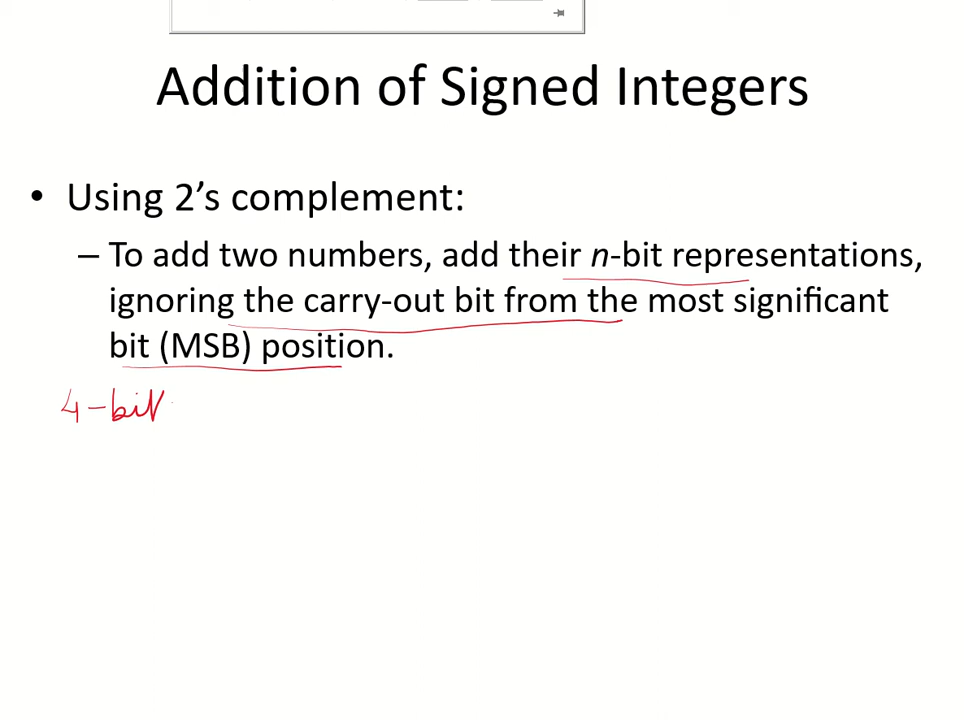 Addition of Signed Integers
• Using 2’s complement:
– To add two numbers, add their n-bit representations,
ignoring the carry-out bit from the most significant
bit (MSB) position.
4-bit